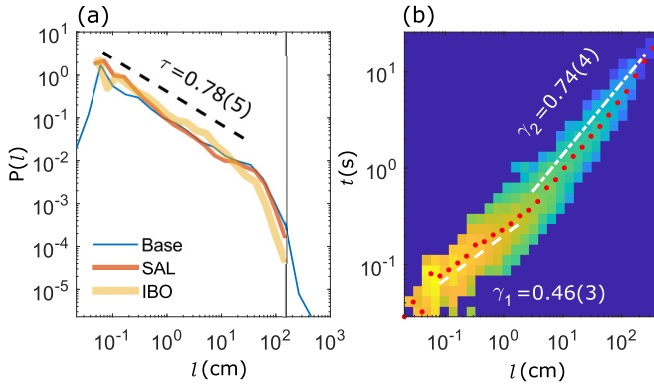 (a)
P(l)
10^1
10^0
10^-1
10^-2
10^-3
10^-4
10^-5
τ=0.78(5)
Base
SAL
IBO
10^-1
10^0
10^1
10^2
10^3
l(cm)
(b)
t(s)
10^1
10^0
10^-1
γ_2=0.74(4)
γ_1=0.46(3)
10^-1
10^0
10^1
10^2
l(cm)